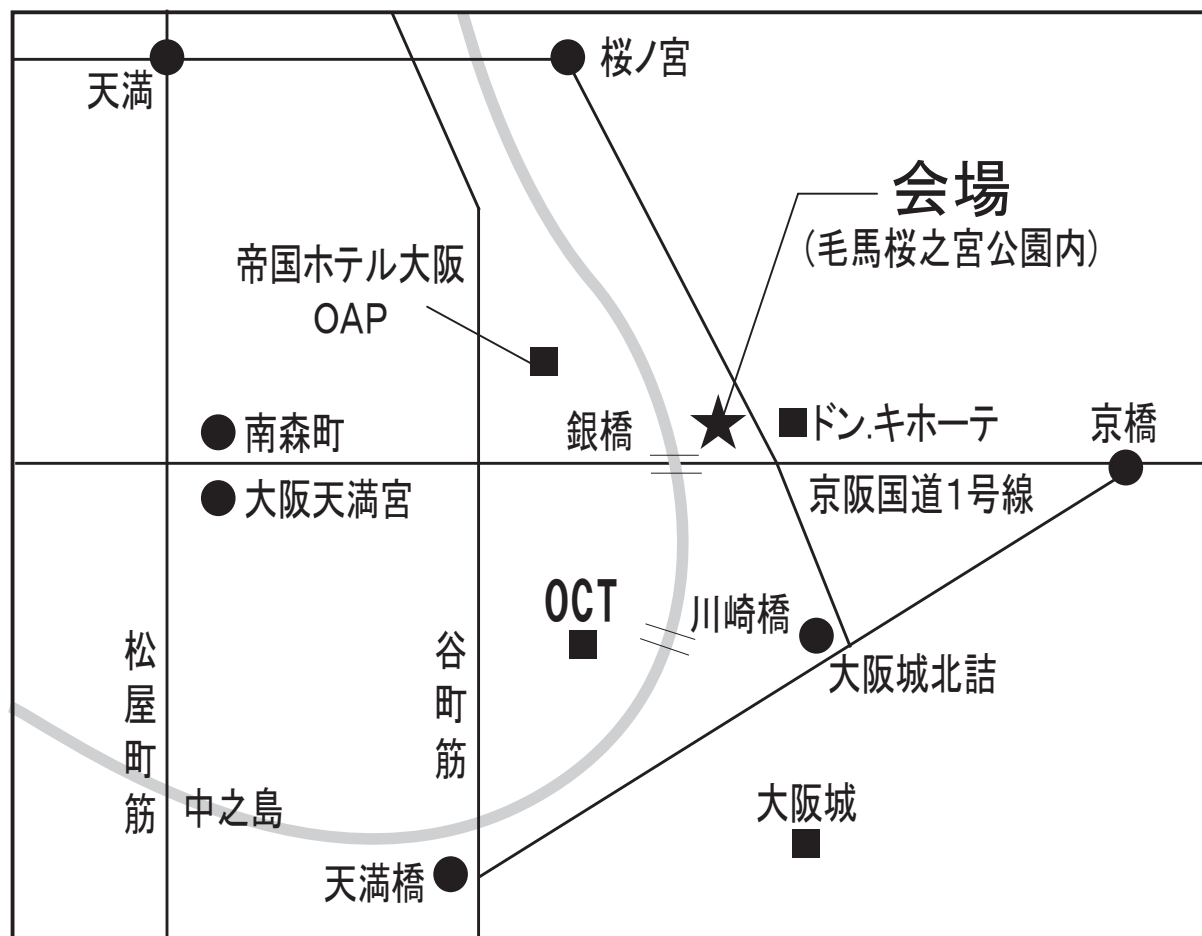 桜ノ宮
天満
会場
(毛馬桜之宮公園内)
帝国ホテル大阪
OAP
南森町
銀橋
ドン.キホーテ
京橋
大阪天満宮
京阪国道1号線
OCT
川崎橋
松屋町筋
谷町筋
大阪城北詰
中之島
大阪城
天満橋